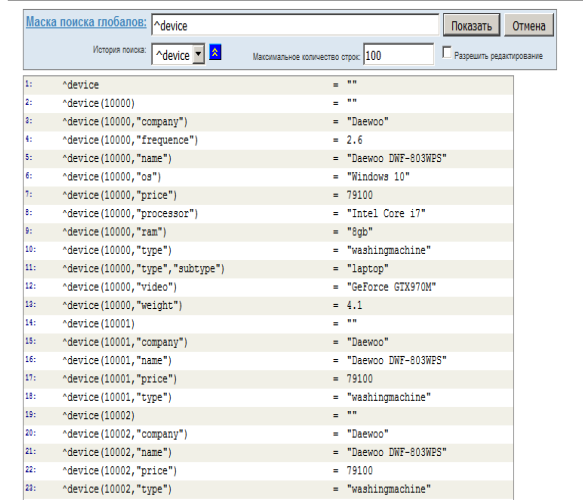 Маска поиска глобалов: ^device Показать Отмена
История поиска: ^device Максимальное количество строк: 100 Разрешить редактирование
1: ^device = ""
2: ^device(10000) = ""
3: ^device(10000,"company") = "Daewoo"
4: ^device(10000,"frequence") = 2.6
5: ^device(10000,"name") = "Daewoo DWF-803WPS"
6: ^device(10000,"os") = "Windows 10"
7: ^device(10000,"price") = 79100
8: ^device(10000,"processor") = "Intel Core i7"
9: ^device(10000,"ram") = "8gb"
10: ^device(10000,"type") = "washingmachine"
11: ^device(10000,"type","subtype") = "laptop"
12: ^device(10000,"video") = "GeForce GTX970M"
13: ^device(10000,"weight") = 4.1
14: ^device(10001) = ""
15: ^device(10001,"company") = "Daewoo"
16: ^device(10001,"name") = "Daewoo DWF-803WPS"
17: ^device(10001,"price") = 79100
18: ^device(10001,"type") = "washingmachine"
19: ^device(10002) = ""
20: ^device(10002,"company") = "Daewoo"
21: ^device(10002,"name") = "Daewoo DWF-803WPS"
22: ^device(10002,"price") = 79100
23: ^device(10002,"type") = "washingmachine"